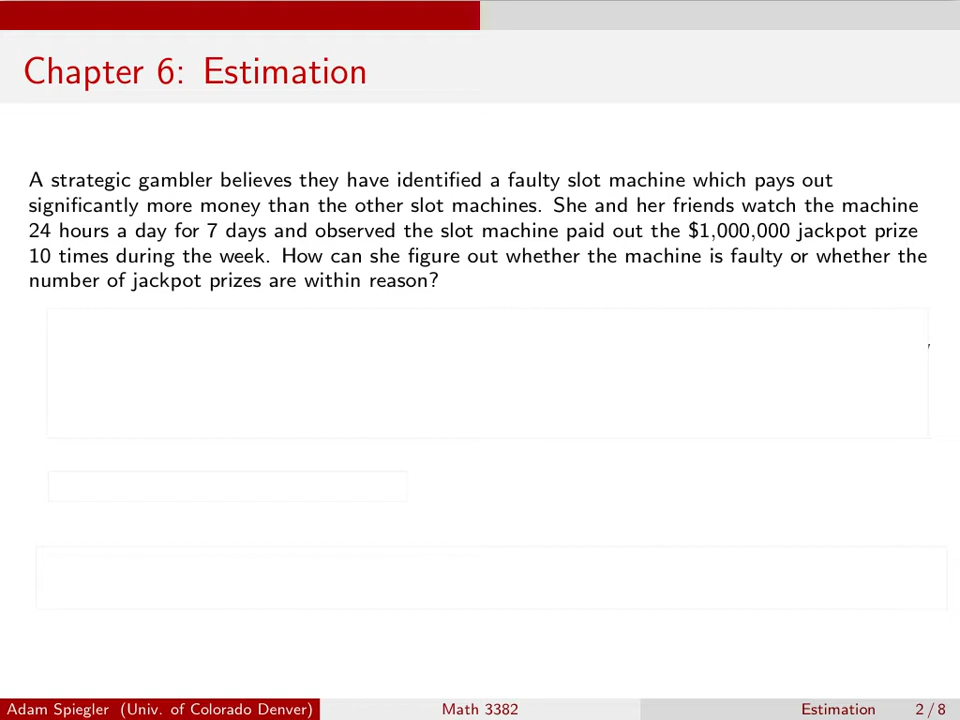 Chapter 6: Estimation
A strategic gambler believes they have identified a faulty slot machine which pays out
significantly more money than the other slot machines. She and her friends watch the machine
24 hours a day for 7 days and observed the slot machine paid out the $1,000,000 jackpot prize
10 times during the week. How can she figure out whether the machine is faulty or whether the
number of jackpot prizes are within reason?
Adam Spiegler (Univ. of Colorado Denver) Math 3382 Estimation 2 / 8